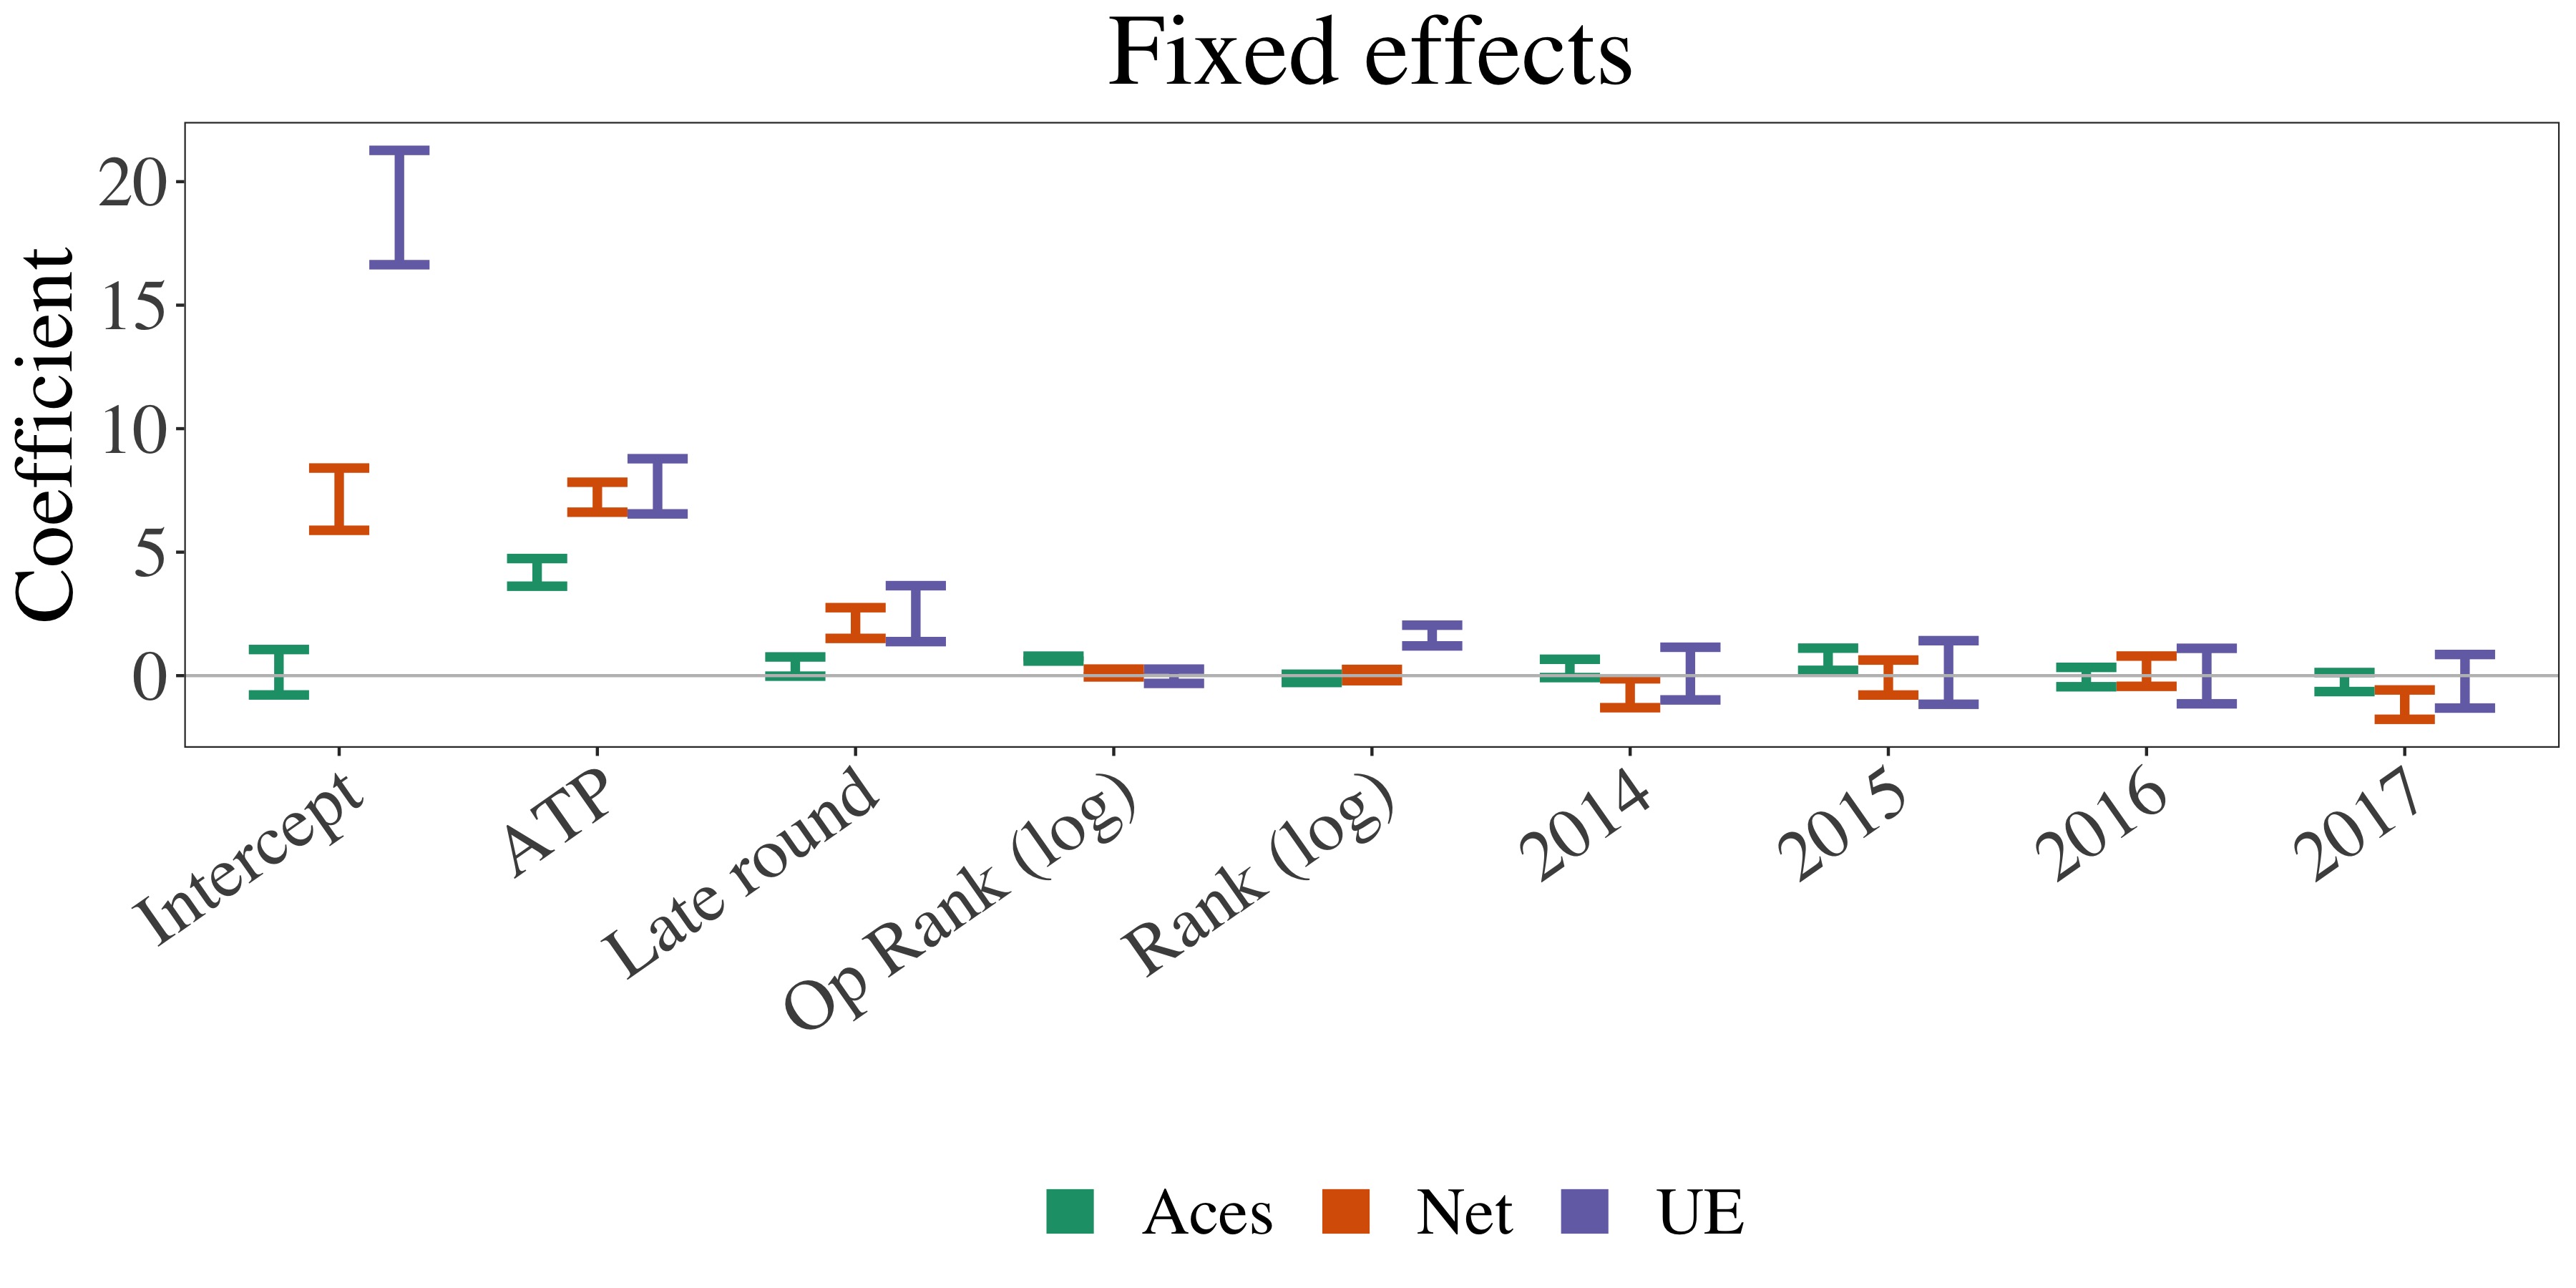 Fixed effects
Coefficient
20
15
10
5
0
Intercept
ATP
Late round
Op Rank (log)
Rank (log)
2014
2015
2016
2017
Aces Net UE